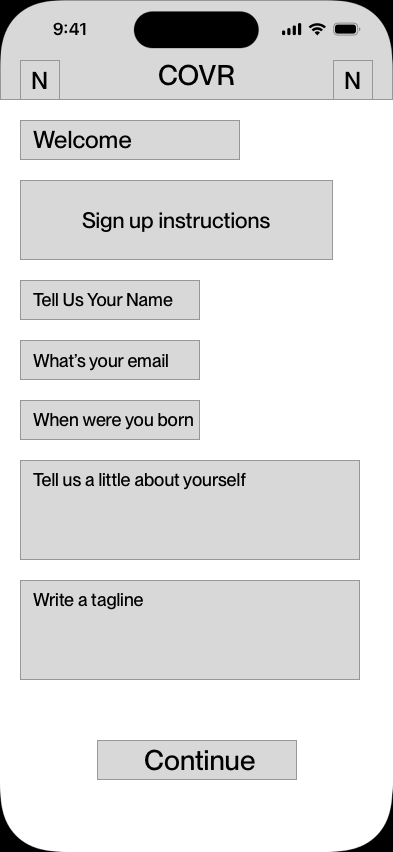 9:41
N COVR N
Welcome
Sign up instructions
Tell Us Your Name
What's your email
When were you born
Tell us a little about yourself
Write a tagline
Continue